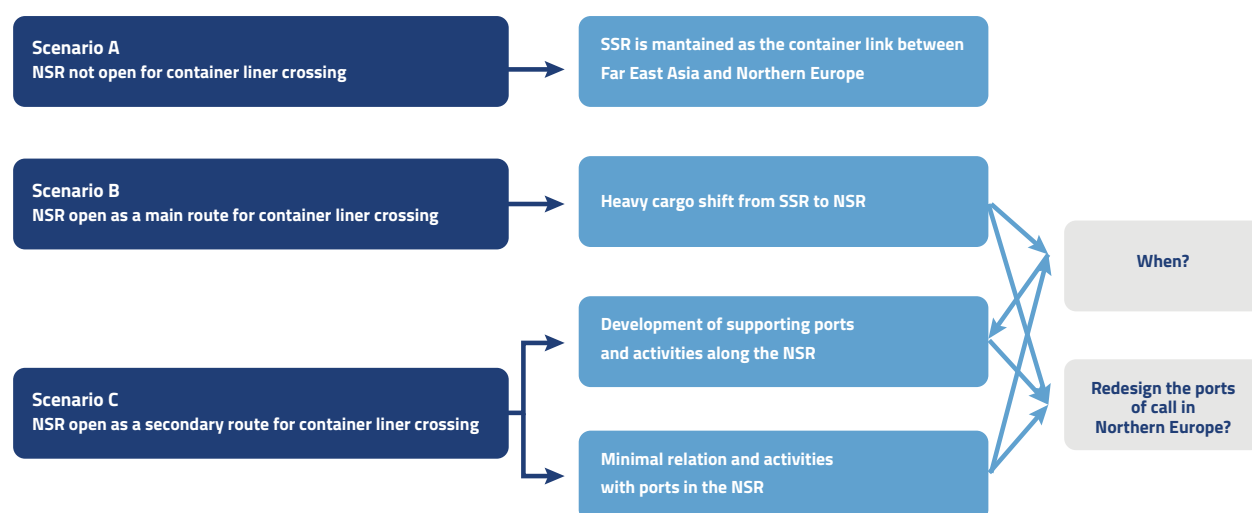 Scenario A
NSR not open for container liner crossing
SSR is mantained as the container link between
Far East Asia and Northern Europe
Scenario B
NSR open as a main route for container liner crossing
Heavy cargo shift from SSR to NSR
When?
Development of supporting ports
and activities along the NSR
Scenario C
NSR open as a secondary route for container liner crossing
Redesign the ports
of call in
Northern Europe?
Minimal relation and activities
with ports in the NSR